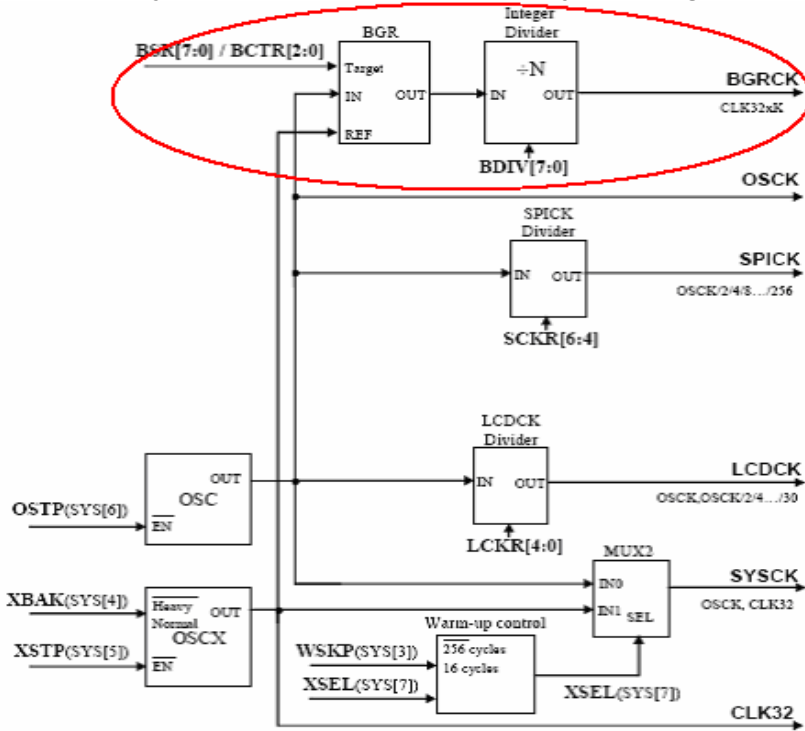 BGR
Integer
Divider
BSK[7:0] / BCTR[2:0]
Target
IN
OUT
REF
÷N
IN
OUT
BGRCK
CLK32xK
BDIV[7:0]
OSCK
SPICK
Divider
IN
OUT
SPICK
OSCK/2/4/8.../256
SCKR[6:4]
LCDCK
Divider
IN
OUT
LCDCK
OSCK,OSCK/2/4.../30
LCKR[4:0]
OUT
OSC
OSTP(SYS[6])
EN
MUX2
IN0
IN1
SEL
SYSCK
OSCK, CLK32
XBAK(SYS[4])
Heavy
Normal
OUT
OSCX
XSTP(SYS[5])
EN
Warm-up control
WSKP(SYS[3])
256 cycles
16 cycles
XSEL(SYS[7])
XSEL(SYS[7])
CLK32